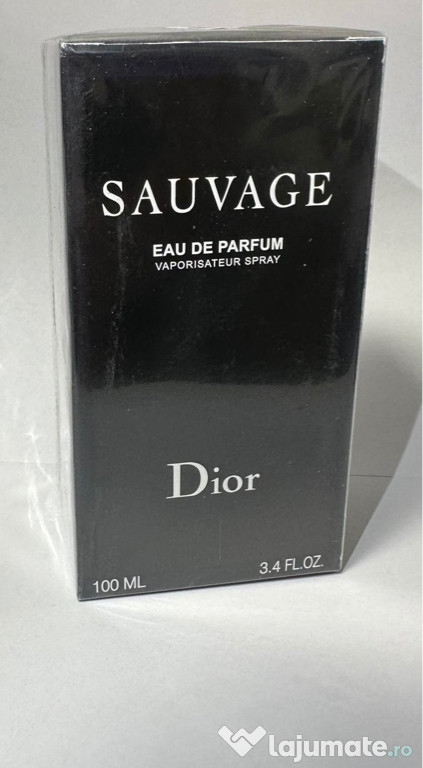 SAUVAGE
EAU DE PARFUM
VAPORISATEUR SPRAY
Dior
100 ML
3.4 FL.OZ.
lajumate.ro